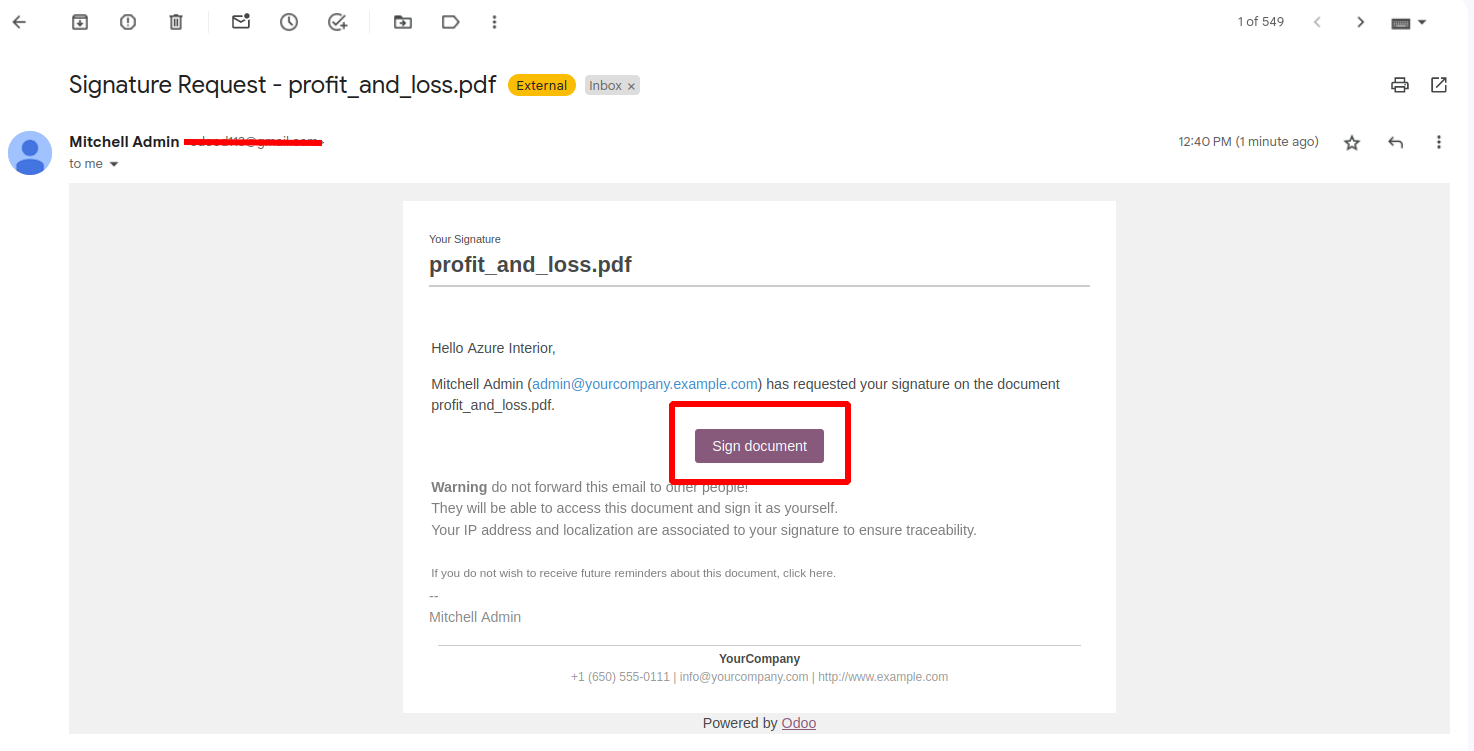 1 of 549
Signature Request - profit_and_loss.pdf External Inbox ×
Mitchell Admin
12:40 PM (1 minute ago)
to me
Your Signature
profit_and_loss.pdf
Hello Azure Interior,
Mitchell Admin (admin@yourcompany.example.com) has requested your signature on the document
profit_and_loss.pdf.
Sign document
Warning do not forward this email to other people!
They will be able to access this document and sign it as yourself.
Your IP address and localization are associated to your signature to ensure traceability.
If you do not wish to receive future reminders about this document, click here.
--
Mitchell Admin
YourCompany
+1 (650) 555-0111 | info@yourcompany.com | http://www.example.com
Powered by Odoo